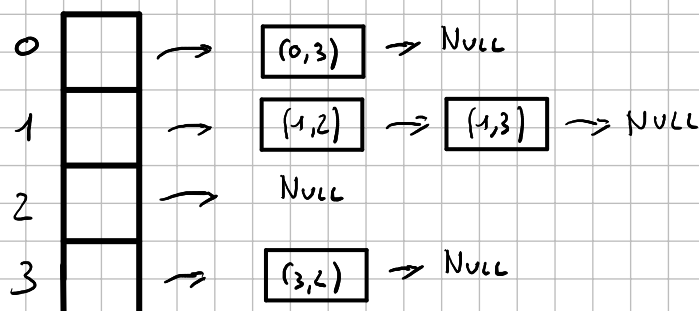 0 (0,3) NULL
1 (1,2) (1,3) NULL
2 NULL
3 (3,2) NULL